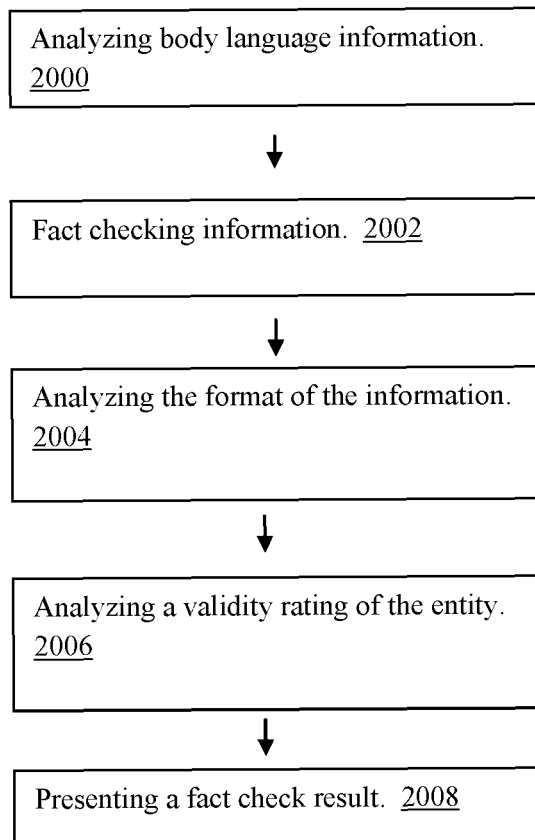 Analyzing body language information.
2000
Fact checking information. 2002
Analyzing the format of the information.
2004
Analyzing a validity rating of the entity.
2006
Presenting a fact check result. 2008